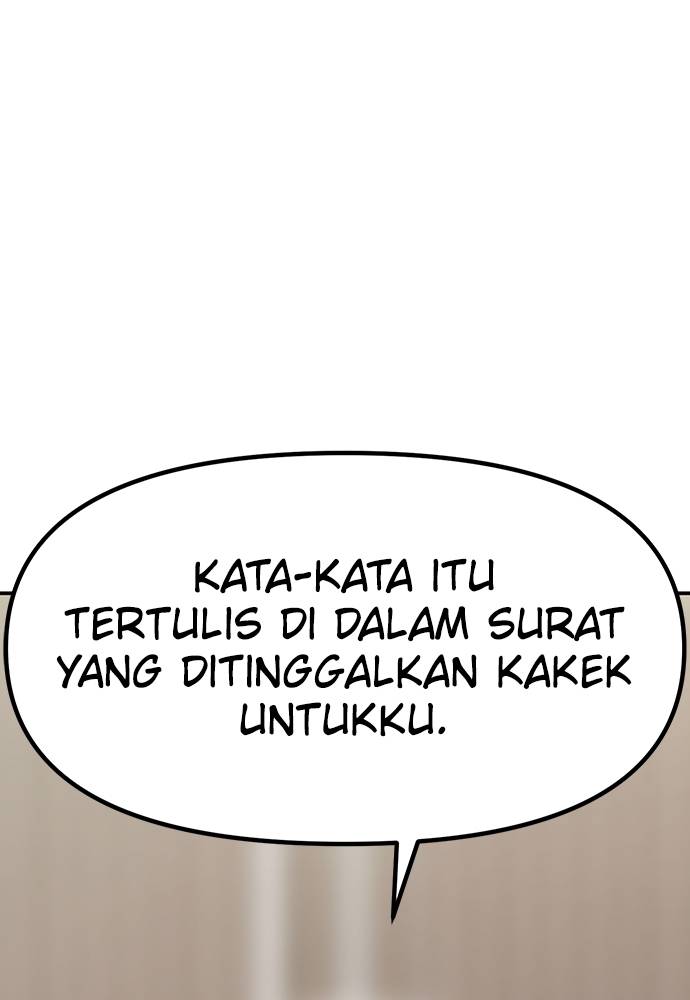 KATA-KATA ITU
TERTULIS DI DALAM SURAT
YANG DITINGGALKAN KAKEK
UNTUKKU.